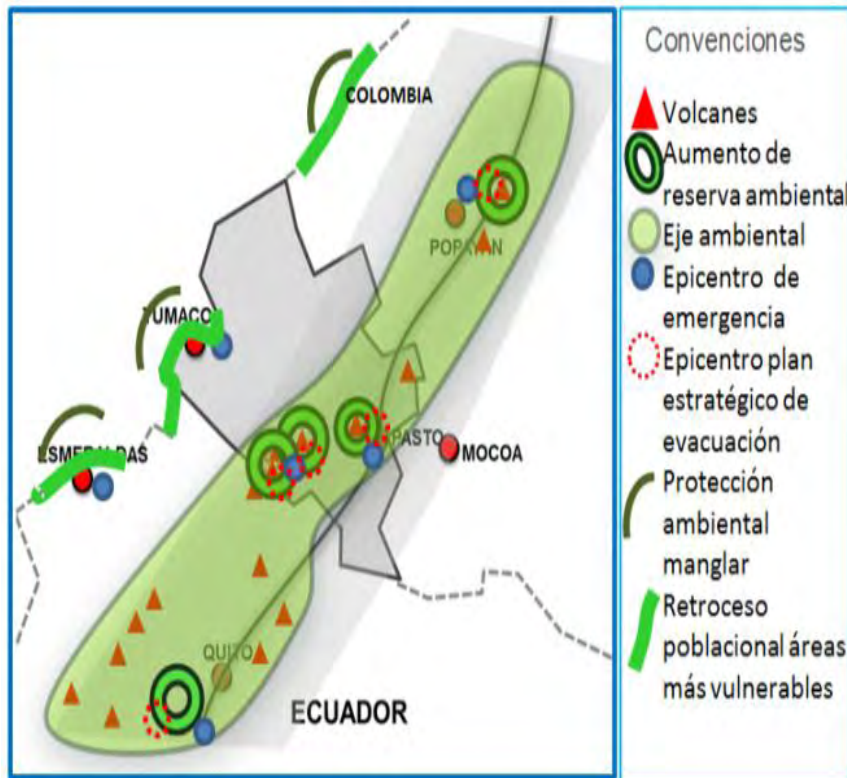 COLOMBIA
POPAYÁN
TUMACO
PASTO
MOCOA
ESMERALDAS
QUITO
ECUADOR
Convenciones
Volcanes
Aumento de
reserva ambiental
Eje ambiental
Epicentro de
emergencia
Epicentro plan
estratégico de
evacuación
Protección
ambiental
manglar
Retroceso
poblacional áreas
más vulnerables